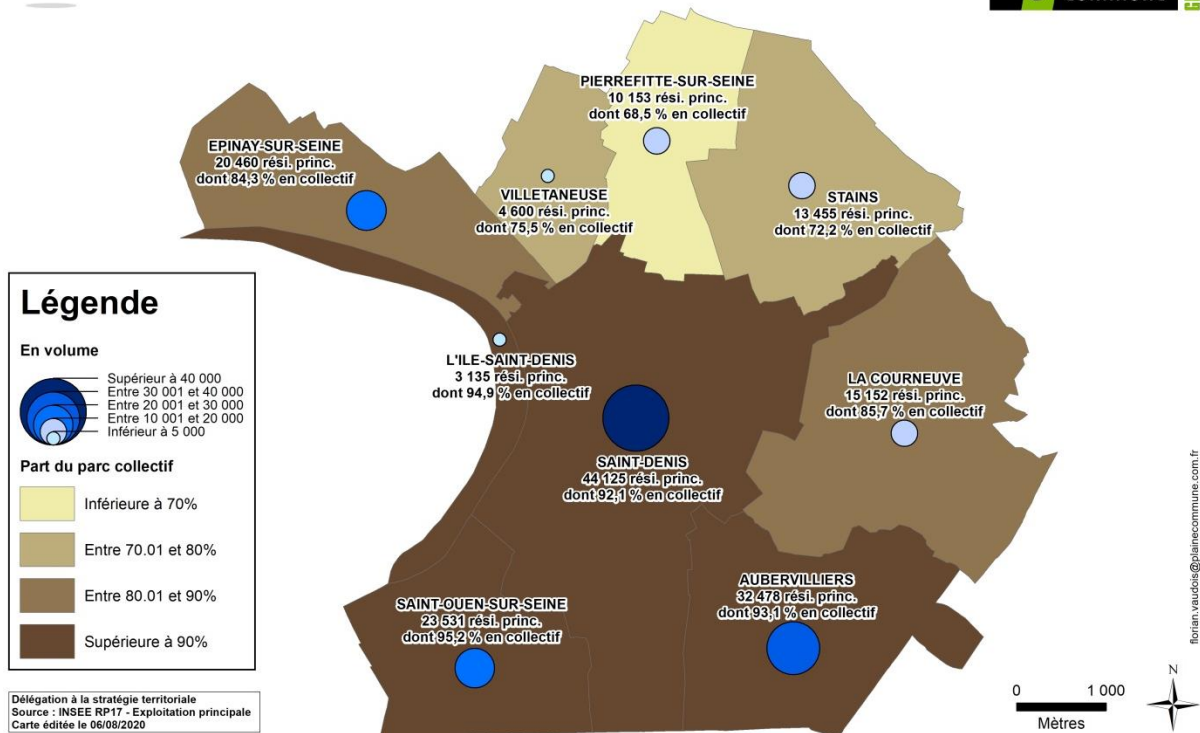 PIERREFITTE-SUR-SEINE
10 153 rési. princ.
dont 68,5 % en collectif
EPINAY-SUR-SEINE
20 460 rési. princ.
dont 84,3 % en collectif
VILLETANEUSE
4 600 rési. princ.
dont 75,5 % en collectif
STAINS
13 455 rési. princ.
dont 72,2 % en collectif
L'ILE-SAINT-DENIS
3 135 rési. princ.
dont 94,9 % en collectif
LA COURNEUVE
15 152 rési. princ.
dont 85,7 % en collectif
SAINT-DENIS
44 125 rési. princ.
dont 92,1 % en collectif
SAINT-OUEN-SUR-SEINE
23 531 rési. princ.
dont 95,2 % en collectif
AUBERVILLIERS
32 478 rési. princ.
dont 93,1 % en collectif
Légende
En volume
Supérieur à 40 000
Entre 30 001 et 40 000
Entre 20 001 et 30 000
Entre 10 001 et 20 000
Inférieur à 5 000
Part du parc collectif
Inférieure à 70%
Entre 70.01 et 80%
Entre 80.01 et 90%
Supérieure à 90%
Délégation à la stratégie territoriale
Source : INSEE RP17 - Exploitation principale
Carte éditée le 06/08/2020
0 1 000
Mètres
N
florian.vaudois@plainecommune.com.fr